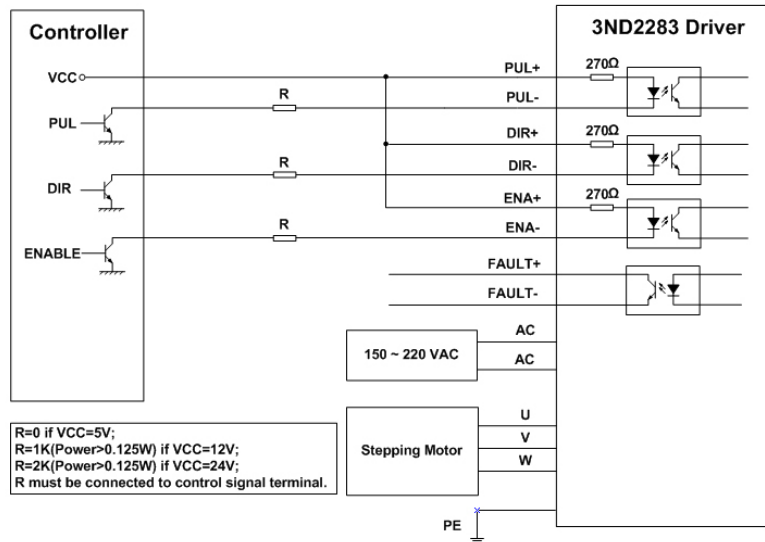 Controller
3ND2283 Driver
VCC
PUL+
270Ω
R
PUL-
PUL
DIR+
270Ω
R
DIR-
DIR
ENA+
270Ω
R
ENA-
ENABLE
FAULT+
FAULT-
AC
150 ~ 220 VAC
AC
U
V
Stepping Motor
W
R=0 if VCC=5V;
R=1K(Power>0.125W) if VCC=12V;
R=2K(Power>0.125W) if VCC=24V;
R must be connected to control signal terminal.
PE